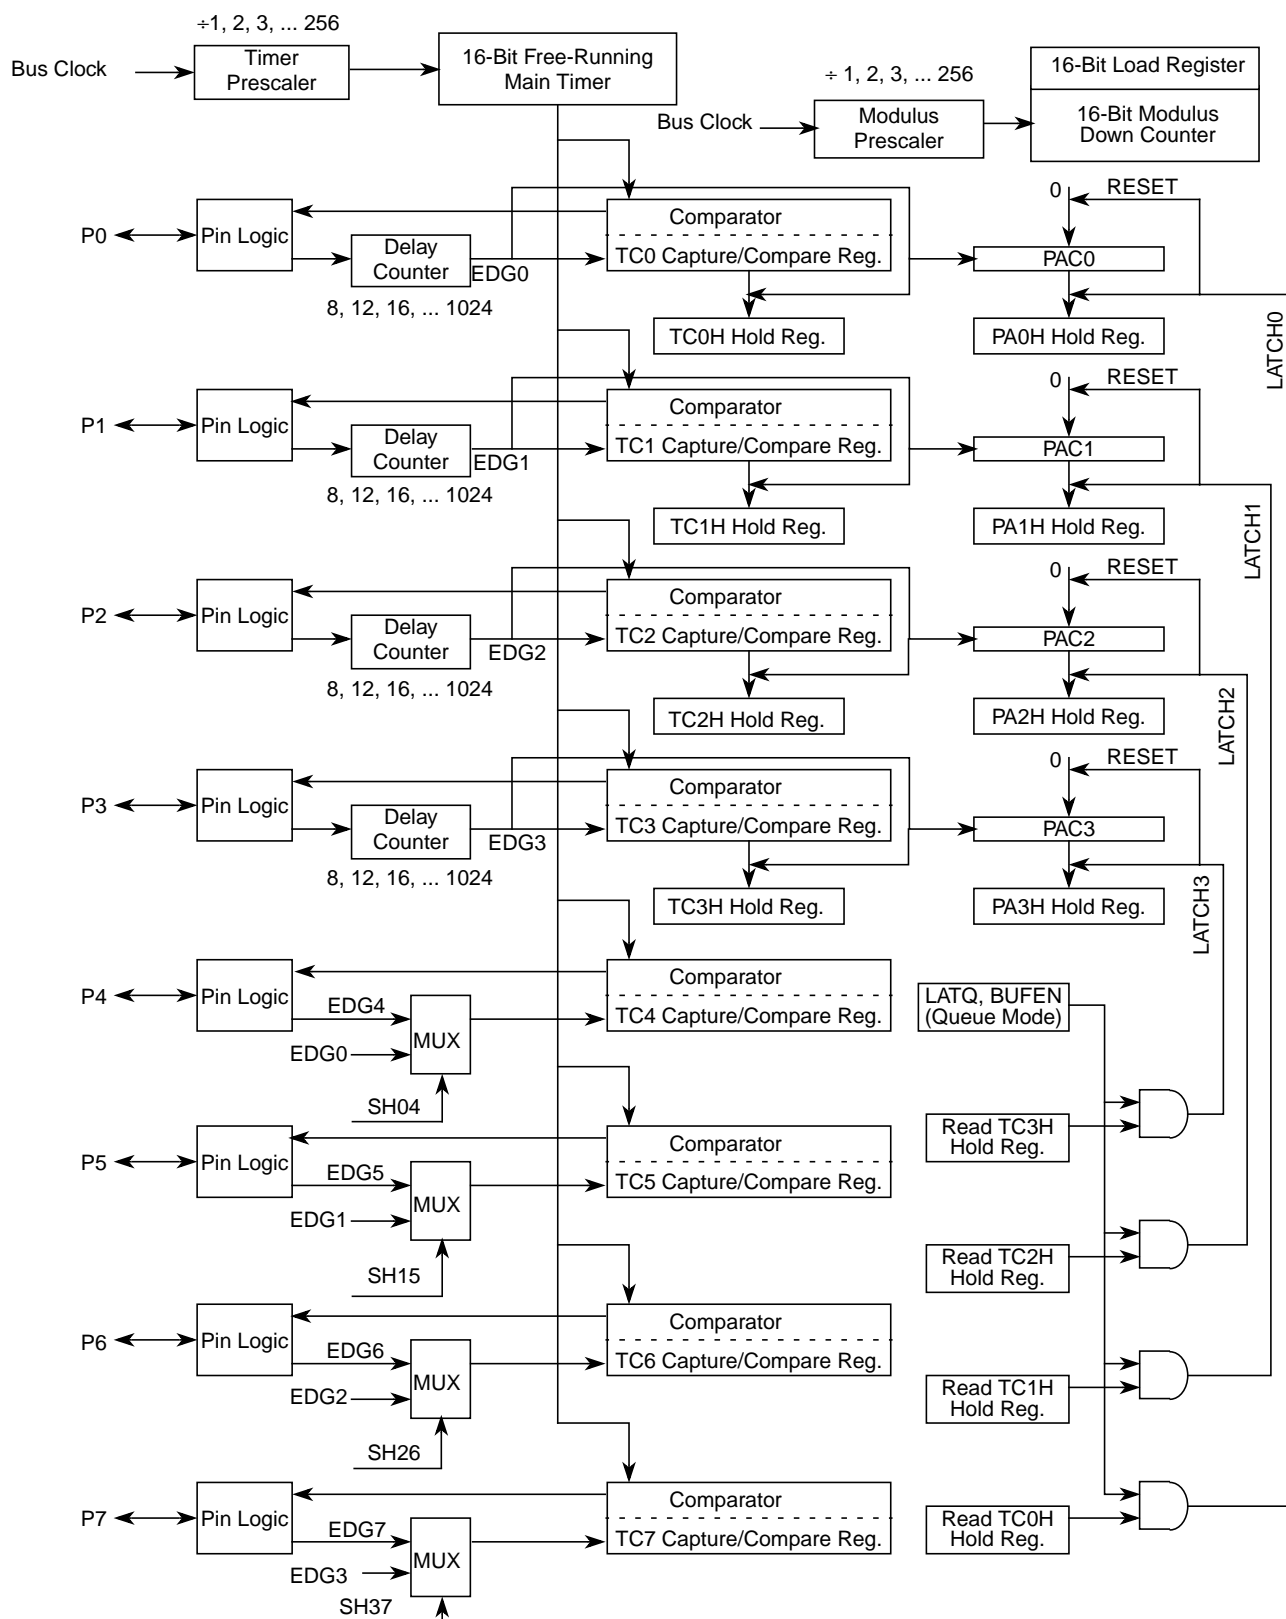 ÷1, 2, 3, ... 256
Bus Clock
Timer
Prescaler
16-Bit Free-Running
Main Timer
÷ 1, 2, 3, ... 256
Bus Clock
Modulus
Prescaler
16-Bit Load Register
16-Bit Modulus
Down Counter
P0
Pin Logic
Delay
Counter
8, 12, 16, ... 1024
EDG0
Comparator
TC0 Capture/Compare Reg.
TC0H Hold Reg.
0
RESET
PAC0
PA0H Hold Reg.
LATCH0
P1
Pin Logic
Delay
Counter
8, 12, 16, ... 1024
EDG1
Comparator
TC1 Capture/Compare Reg.
TC1H Hold Reg.
0
RESET
PAC1
PA1H Hold Reg.
LATCH1
P2
Pin Logic
Delay
Counter
8, 12, 16, ... 1024
EDG2
Comparator
TC2 Capture/Compare Reg.
TC2H Hold Reg.
0
RESET
PAC2
PA2H Hold Reg.
LATCH2
P3
Pin Logic
Delay
Counter
8, 12, 16, ... 1024
EDG3
Comparator
TC3 Capture/Compare Reg.
TC3H Hold Reg.
0
RESET
PAC3
PA3H Hold Reg.
LATCH3
P4
Pin Logic
EDG4
EDG0
MUX
SH04
Comparator
TC4 Capture/Compare Reg.
LATQ, BUFEN
(Queue Mode)
P5
Pin Logic
EDG5
EDG1
MUX
SH15
Comparator
TC5 Capture/Compare Reg.
Read TC3H
Hold Reg.
Read TC2H
Hold Reg.
P6
Pin Logic
EDG6
EDG2
MUX
SH26
Comparator
TC6 Capture/Compare Reg.
Read TC1H
Hold Reg.
P7
Pin Logic
EDG7
EDG3
MUX
SH37
Comparator
TC7 Capture/Compare Reg.
Read TC0H
Hold Reg.